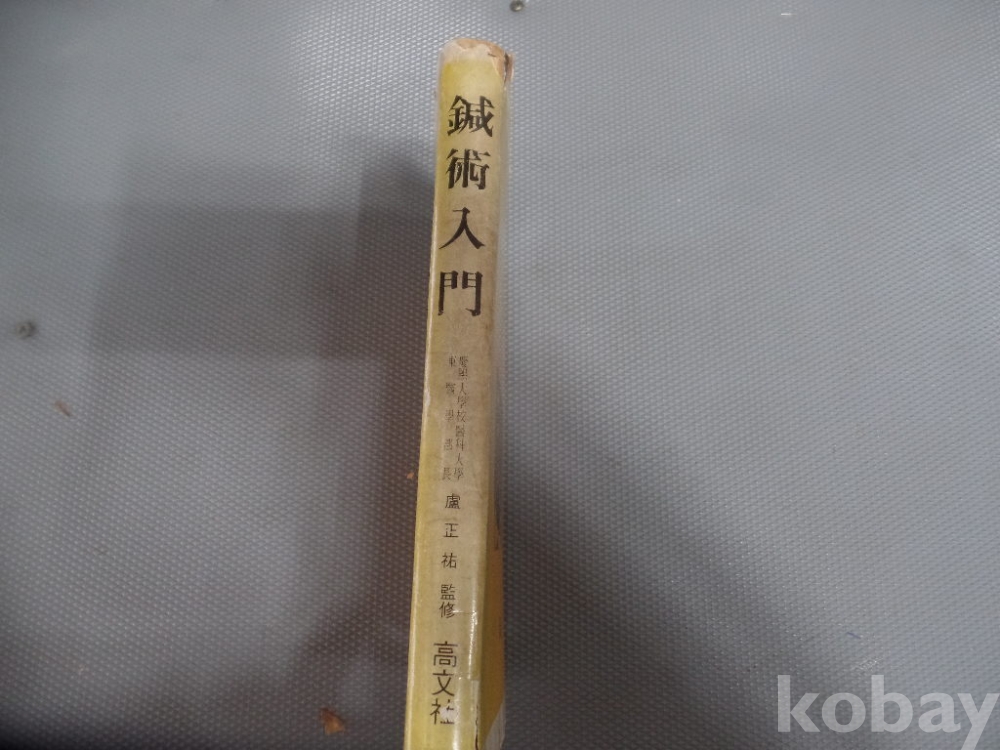 鍼術入門
慶熙大學校醫科大學
東醫學部長
盧正祐 監修
高文社
kobay